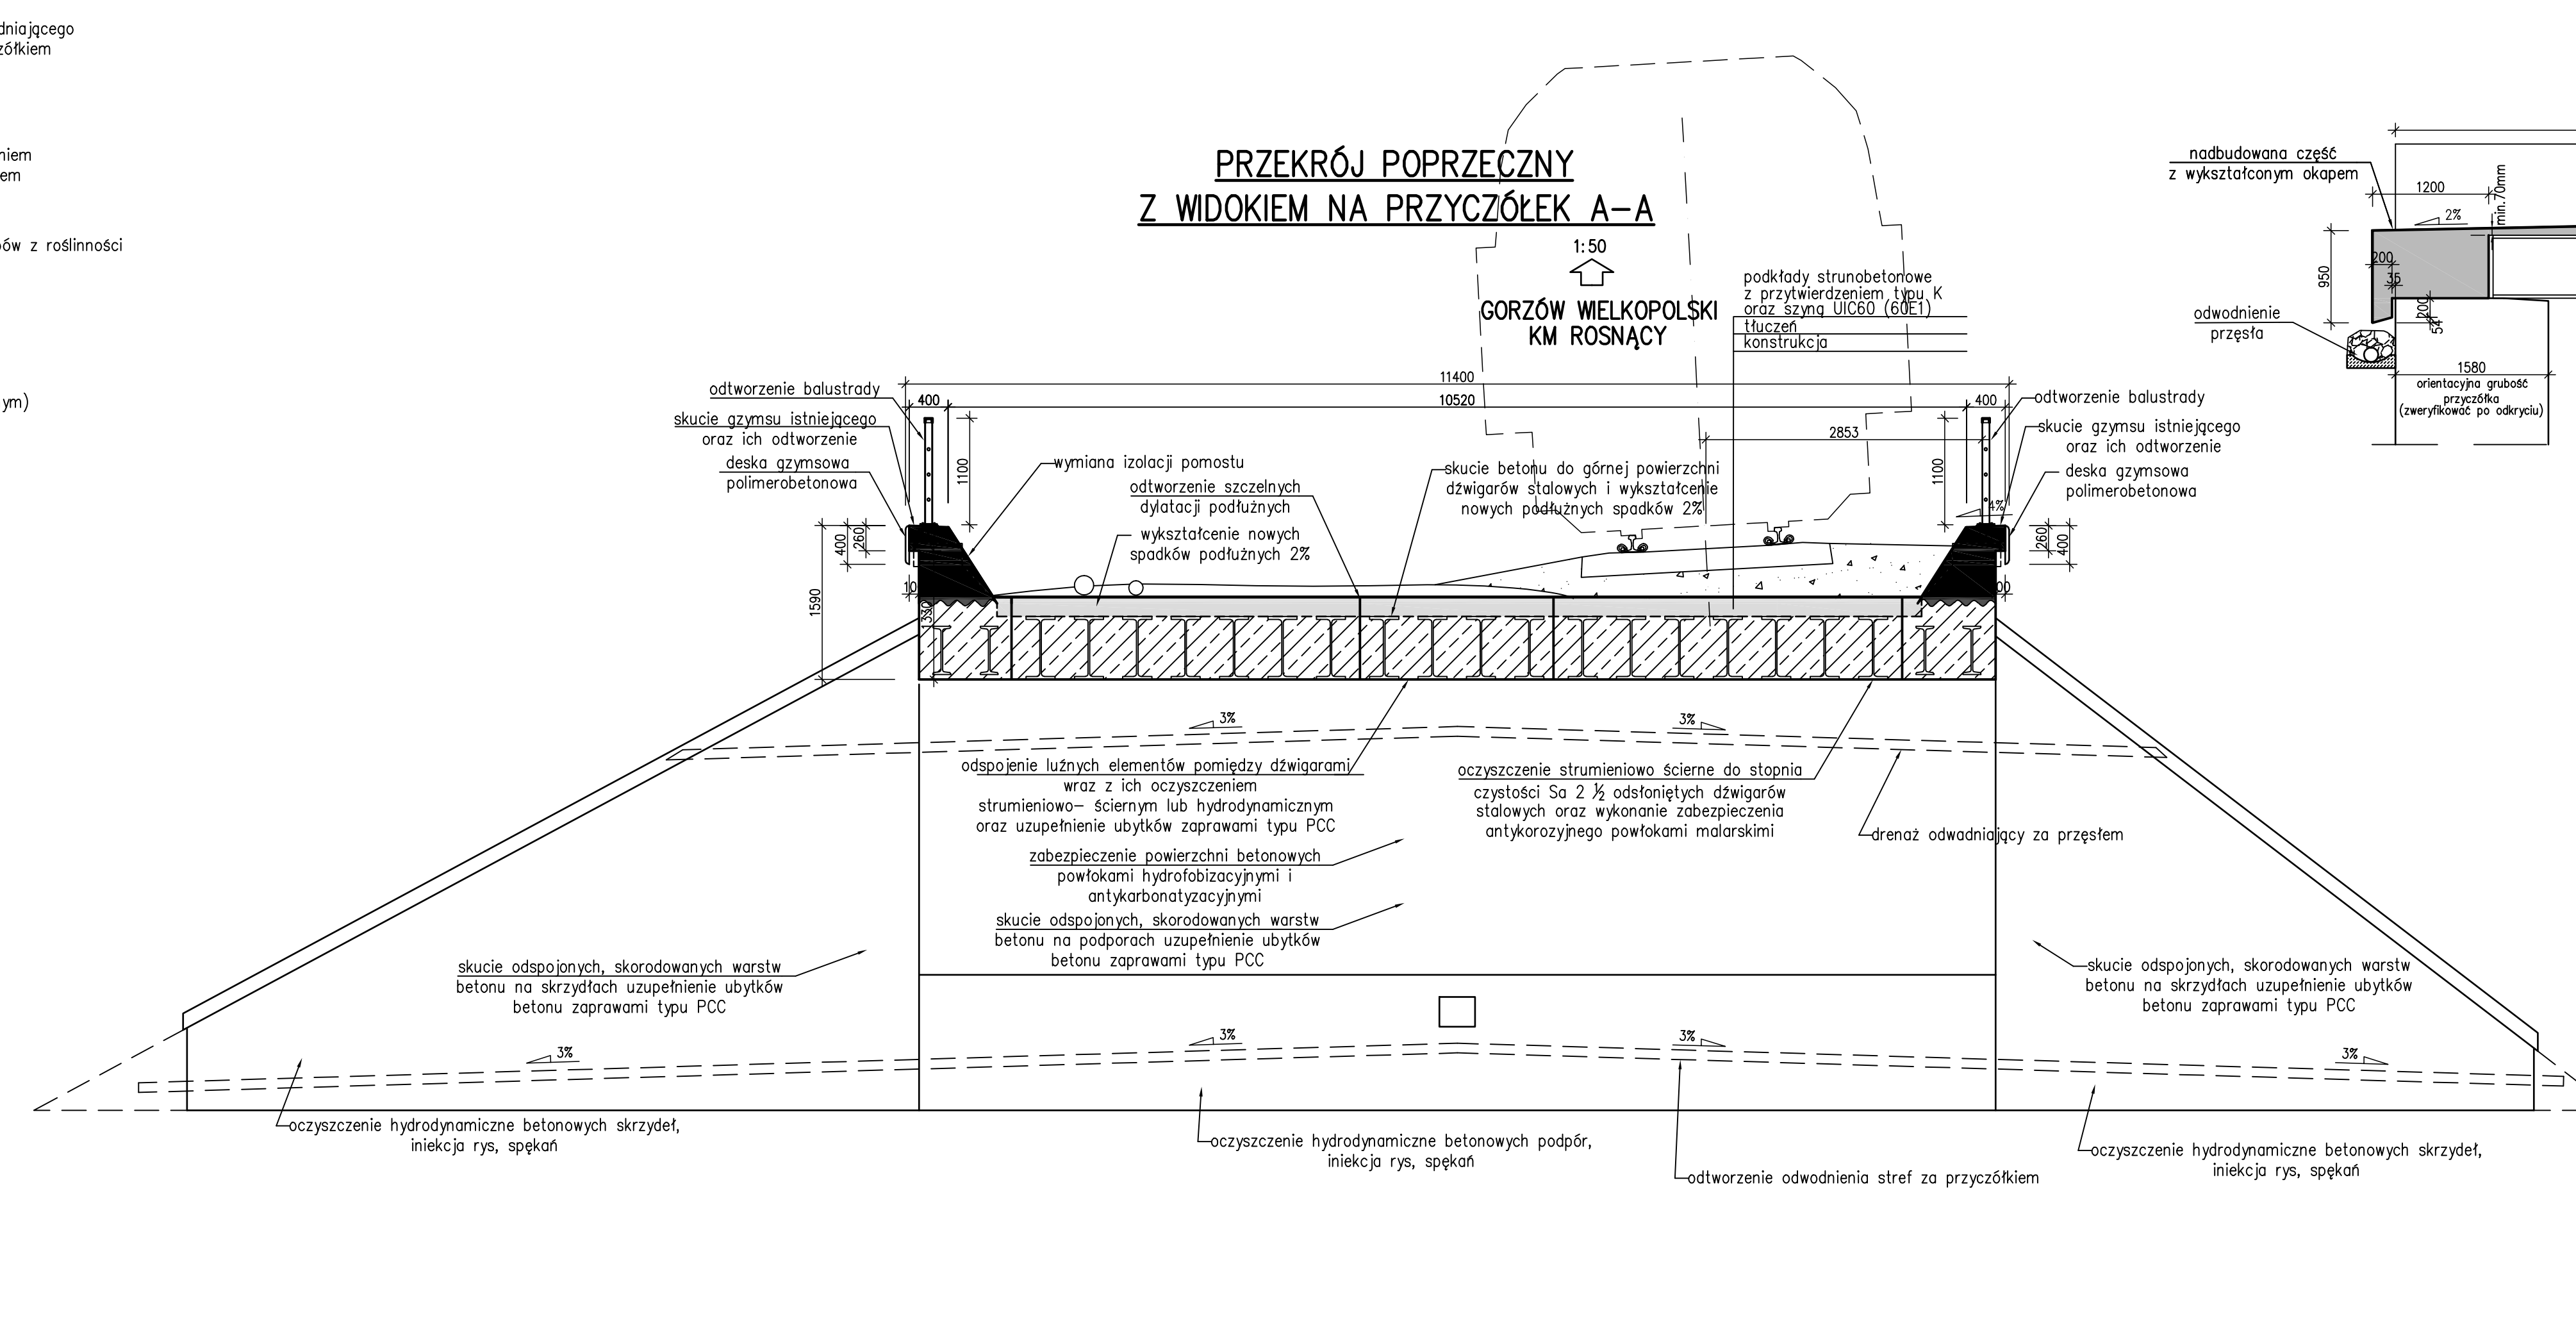 dniającego
zółkiem
niem
em
ów z roślinności
ym)
PRZEKRÓJ POPRZECZNY
Z WIDOKIEM NA PRZYCZÓŁEK A-A
1:50
GORZÓW WIELKOPOLSKI
KM ROSNĄCY
podkłady strunobetonowe
z przytwierdzeniem typu K
oraz szyną UIC60 (60E1)
tłuczeń
konstrukcja
11400
400
10520
400
2853
1100
1100
odtworzenie balustrady
skucie gzymsu istniejącego
oraz ich odtworzenie
deska gzymsowa
polimerobetonowa
wymiana izolacji pomostu
odtworzenie szczelnych
dylatacji podłużnych
wykształcenie nowych
spadków podłużnych 2%
skucie betonu do górnej powierzchni
dźwigarów stalowych i wykształcenie
nowych podłużnych spadków 2%
odtworzenie balustrady
skucie gzymsu istniejącego
oraz ich odtworzenie
deska gzymsowa
polimerobetonowa
4%
260
400
1590
1330
260
400
3%
3%
odspojenie luźnych elementów pomiędzy dźwigarami
wraz z ich oczyszczeniem
strumieniowo- ściernym lub hydrodynamicznym
oraz uzupełnienie ubytków zaprawami typu PCC
oczyszczenie strumieniowo ścierne do stopnia
czystości Sa 2 ½ odsłoniętych dźwigarów
stalowych oraz wykonanie zabezpieczenia
antykorozyjnego powłokami malarskimi
drenaż odwadniający za przęsłem
zabezpieczenie powierzchni betonowych
powłokami hydrofobizacyjnymi i
antykarbonatyzacyjnymi
skucie odspojonych, skorodowanych warstw
betonu na podporach uzupełnienie ubytków
betonu zaprawami typu PCC
skucie odspojonych, skorodowanych warstw
betonu na skrzydłach uzupełnienie ubytków
betonu zaprawami typu PCC
skucie odspojonych, skorodowanych warstw
betonu na skrzydłach uzupełnienie ubytków
betonu zaprawami typu PCC
3%
3%
3%
3%
oczyszczenie hydrodynamiczne betonowych skrzydeł,
iniekcja rys, spękań
oczyszczenie hydrodynamiczne betonowych podpór,
iniekcja rys, spękań
odtworzenie odwodnienia stref za przyczółkiem
oczyszczenie hydrodynamiczne betonowych skrzydeł,
iniekcja rys, spękań
nadbudowana część
z wykształconym okapem
1200
min.70mm
2%
950
200
35
200
54
odwodnienie
przęsła
1580
orientacyjna grubość
przyczółka
(zweryfikować po odkryciu)